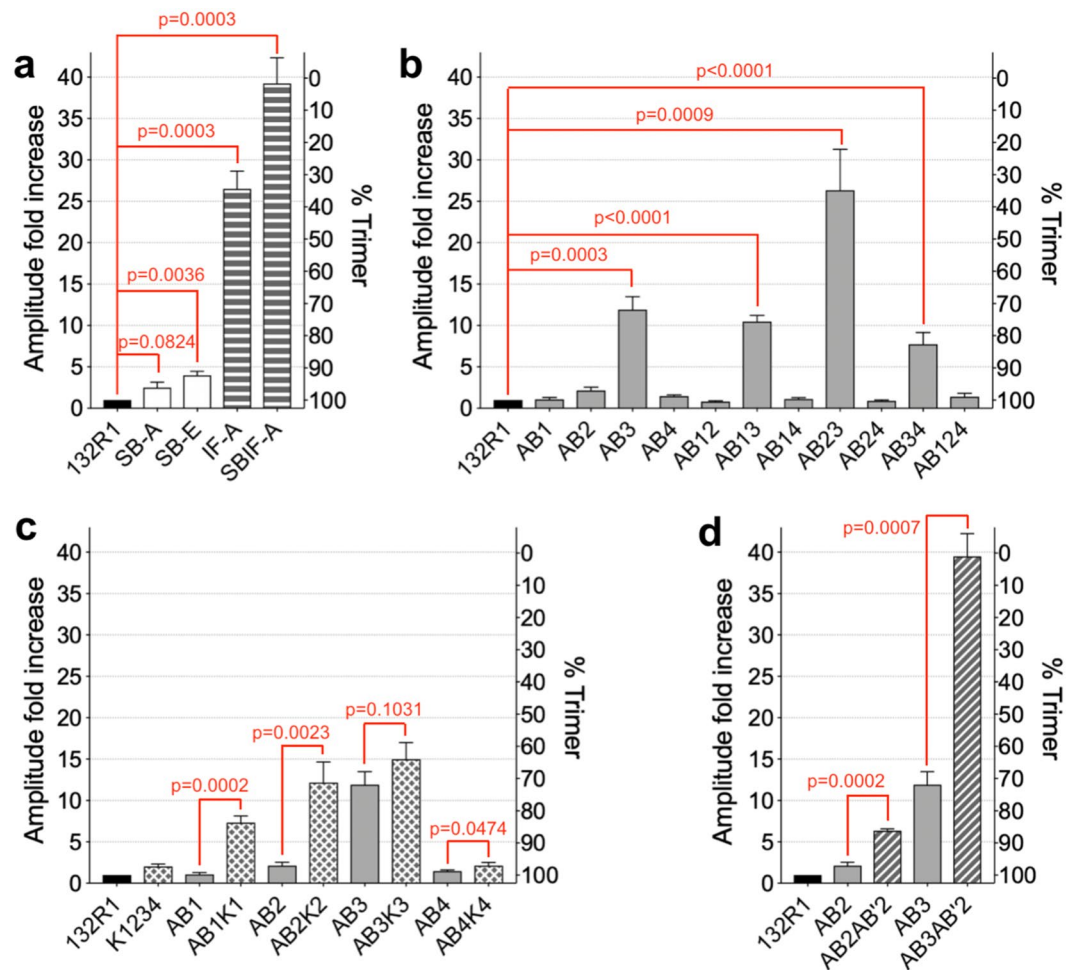 a
p=0.0003
p=0.0003
p=0.0036
p=0.0824
Amplitude fold increase
40
35
30
25
20
15
10
5
0
% Trimer
0
10
20
30
40
50
60
70
80
90
100
132R1
SB-A
SB-E
IF-A
SBIF-A
b
p<0.0001
p=0.0009
p<0.0001
p=0.0003
Amplitude fold increase
40
35
30
25
20
15
10
5
0
% Trimer
0
10
20
30
40
50
60
70
80
90
100
132R1
AB1
AB2
AB3
AB4
AB12
AB13
AB14
AB23
AB24
AB34
AB124
c
p=0.0002
p=0.0023
p=0.1031
p=0.0474
Amplitude fold increase
40
35
30
25
20
15
10
5
0
% Trimer
0
10
20
30
40
50
60
70
80
90
100
132R1
K1234
AB1
AB1K1
AB2
AB2K2
AB3
AB3K3
AB4
AB4K4
d
p=0.0007
p=0.0002
Amplitude fold increase
40
35
30
25
20
15
10
5
0
% Trimer
0
10
20
30
40
50
60
70
80
90
100
132R1
AB2
AB2AB'2
AB3
AB3AB'2